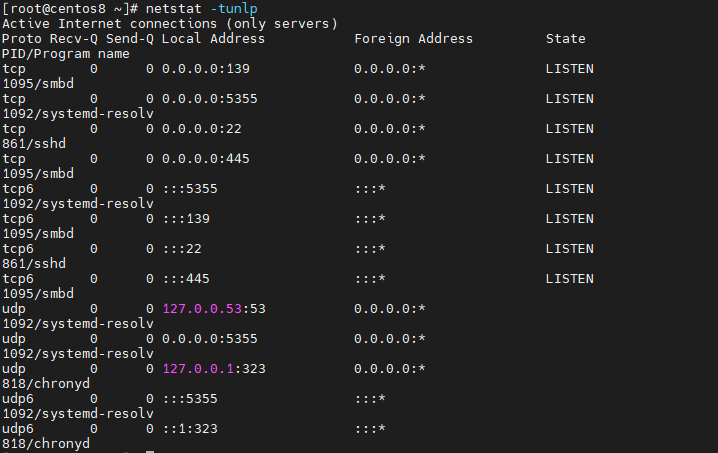 [root@centos8 ~]# netstat -tunlp
Active Internet connections (only servers)
Proto Recv-Q Send-Q Local Address           Foreign Address         State
PID/Program name
tcp        0      0 0.0.0.0:139             0.0.0.0:*               LISTEN
1095/smbd
tcp        0      0 0.0.0.0:5355            0.0.0.0:*               LISTEN
1092/systemd-resolv
tcp        0      0 0.0.0.0:22              0.0.0.0:*               LISTEN
861/sshd
tcp        0      0 0.0.0.0:445             0.0.0.0:*               LISTEN
1095/smbd
tcp6       0      0 :::5355                 :::*                    LISTEN
1092/systemd-resolv
tcp6       0      0 :::139                  :::*                    LISTEN
1095/smbd
tcp6       0      0 :::22                   :::*                    LISTEN
861/sshd
tcp6       0      0 :::445                  :::*                    LISTEN
1095/smbd
udp        0      0 127.0.0.53:53           0.0.0.0:*
1092/systemd-resolv
udp        0      0 0.0.0.0:5355            0.0.0.0:*
1092/systemd-resolv
udp        0      0 127.0.0.1:323           0.0.0.0:*
818/chronyd
udp6       0      0 :::5355                 :::*
1092/systemd-resolv
udp6       0      0 ::1:323                 :::*
818/chronyd